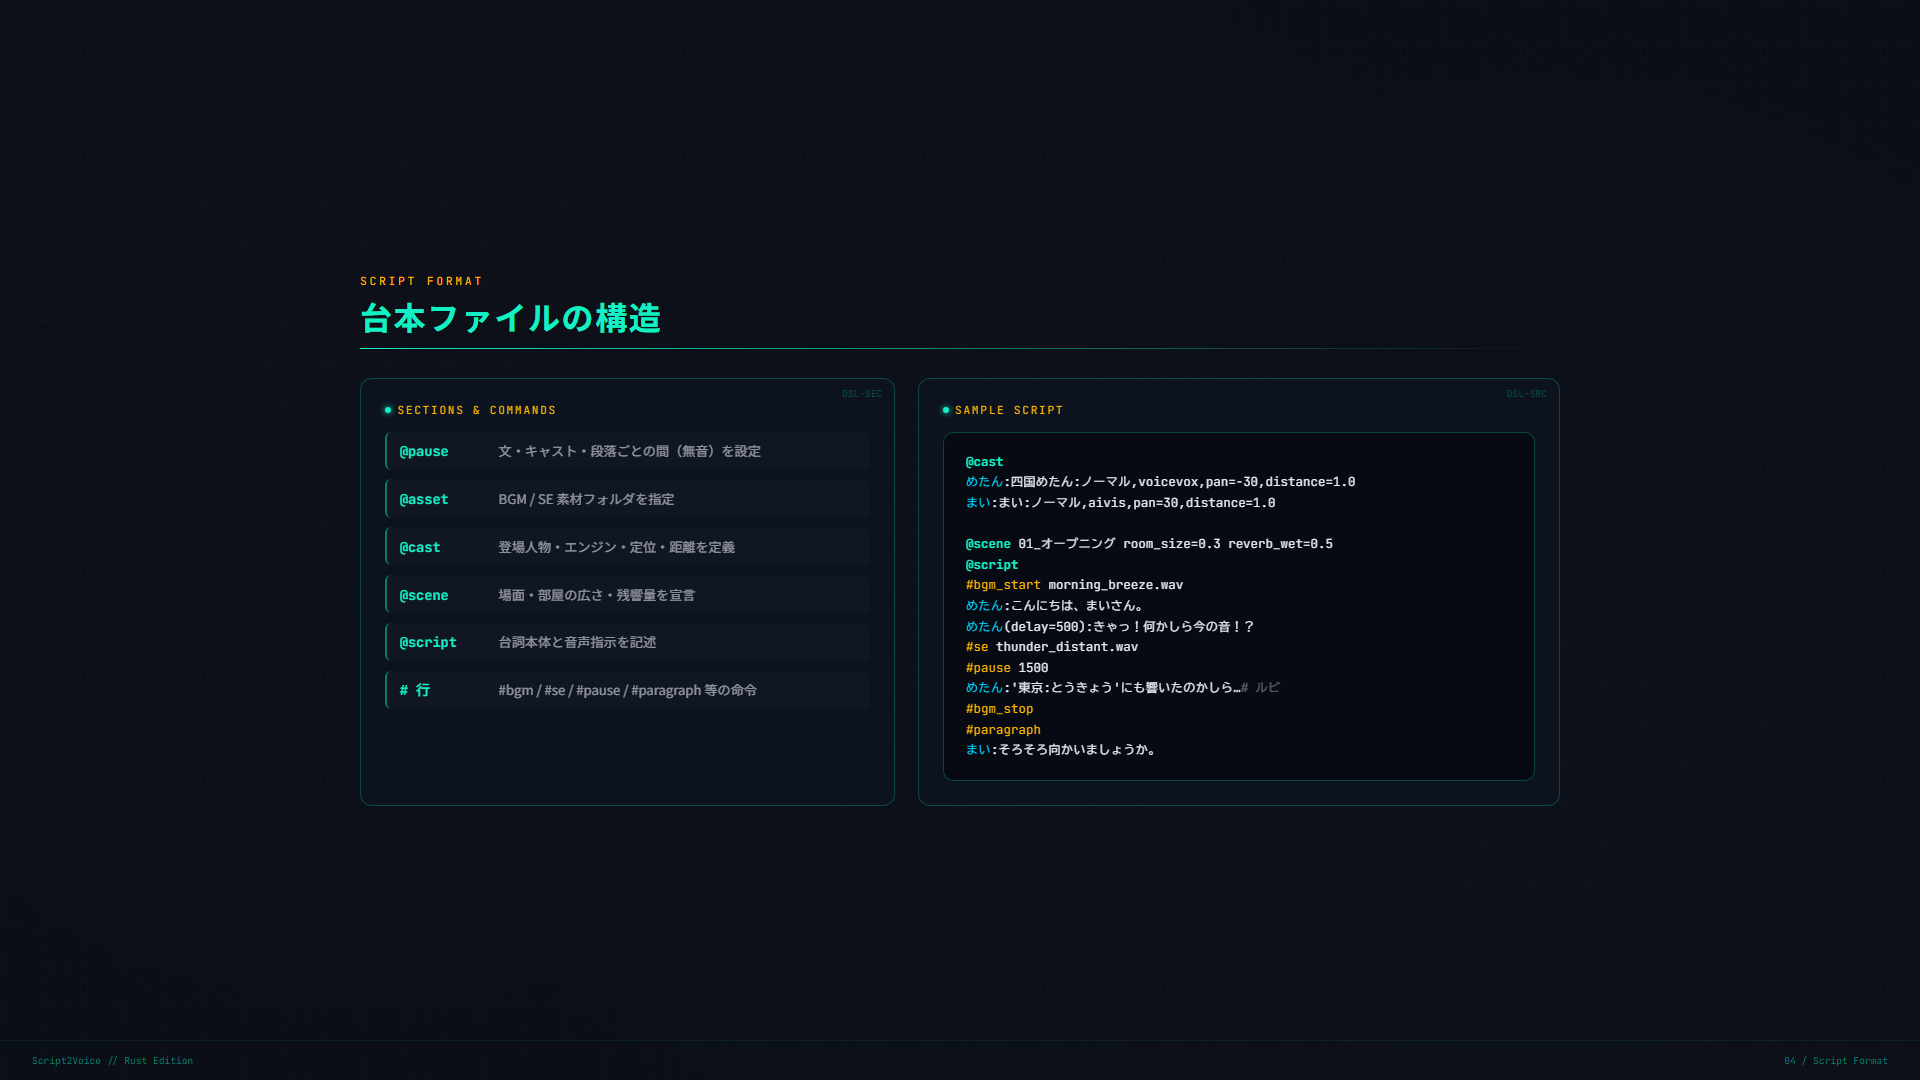 SCRIPT FORMAT
台本ファイルの構造
DSL-SEC
SECTIONS & COMMANDS
@pause 文・キャスト・段落ごとの間（無音）を設定
@asset BGM / SE 素材フォルダを指定
@cast 登場人物・エンジン・定位・距離を定義
@scene 場面・部屋の広さ・残響量を宣言
@script 台詞本体と音声指示を記述
# 行 #bgm / #se / #pause / #paragraph 等の命令
DSL-SRC
SAMPLE SCRIPT
@cast
めたん:四国めたん:ノーマル,voicevox,pan=-30,distance=1.0
まい:まい:ノーマル,aivis,pan=30,distance=1.0
@scene 01_オープニング room_size=0.3 reverb_wet=0.5
@script
#bgm_start morning_breeze.wav
めたん:こんにちは、まいさん。
めたん(delay=500):きゃっ！何かしら今の音！？
#se thunder_distant.wav
#pause 1500
めたん:'東京:とうきょう'にも響いたのかしら…# ルビ
#bgm_stop
#paragraph
まい:そろそろ向かいましょうか。
Script2Voice // Rust Edition
04 / Script Format